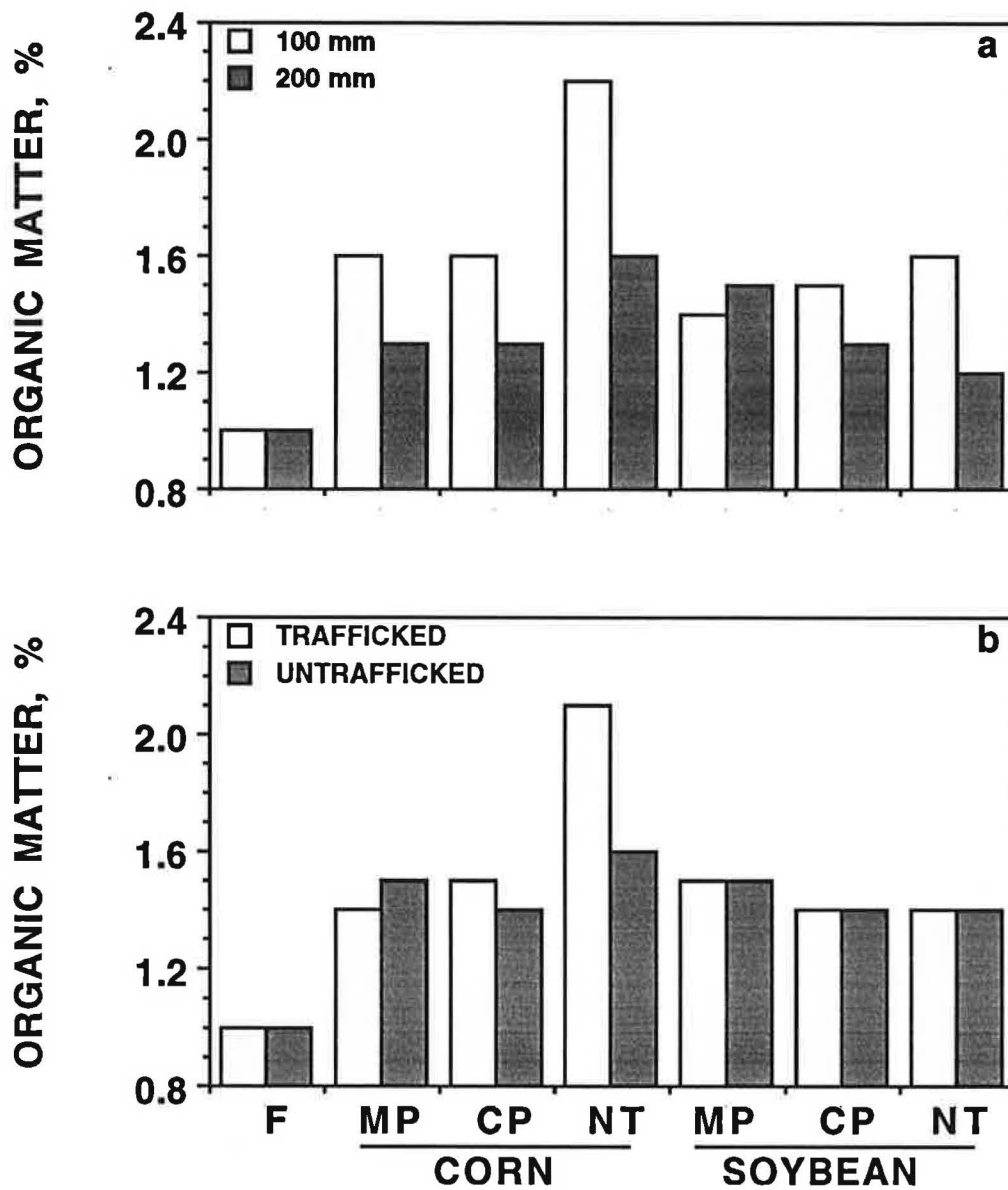 ORGANIC MATTER, %
2.4
2.0
1.6
1.2
0.8
100 mm
200 mm
a
ORGANIC MATTER, %
2.4
2.0
1.6
1.2
0.8
TRAFFICKED
UNTRAFFICKED
b
F MP CP NT MP CP NT
CORN SOYBEAN